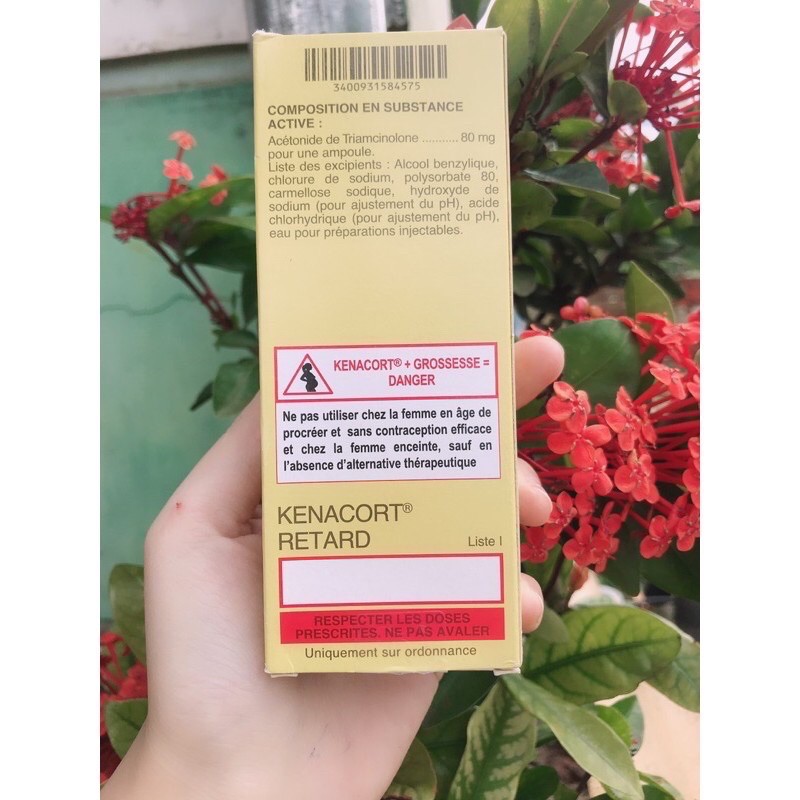 3400931584575
COMPOSITION EN SUBSTANCE
ACTIVE :
Acétonide de Triamcinolone ........... 80 mg
pour une ampoule.
Liste des excipients : Alcool benzylique,
chlorure de sodium, polysorbate 80,
carmellose sodique, hydroxyde de
sodium (pour ajustement du pH), acide
chlorhydrique (pour ajustement du pH),
eau pour préparations injectables.
KENACORT® + GROSSESSE =
DANGER
Ne pas utiliser chez la femme en âge de
procréer et sans contraception efficace
et chez la femme enceinte, sauf en
l'absence d'alternative thérapeutique
KENACORT®
RETARD
Liste I
RESPECTER LES DOSES
PRESCRITES. NE PAS AVALER
Uniquement sur ordonnance